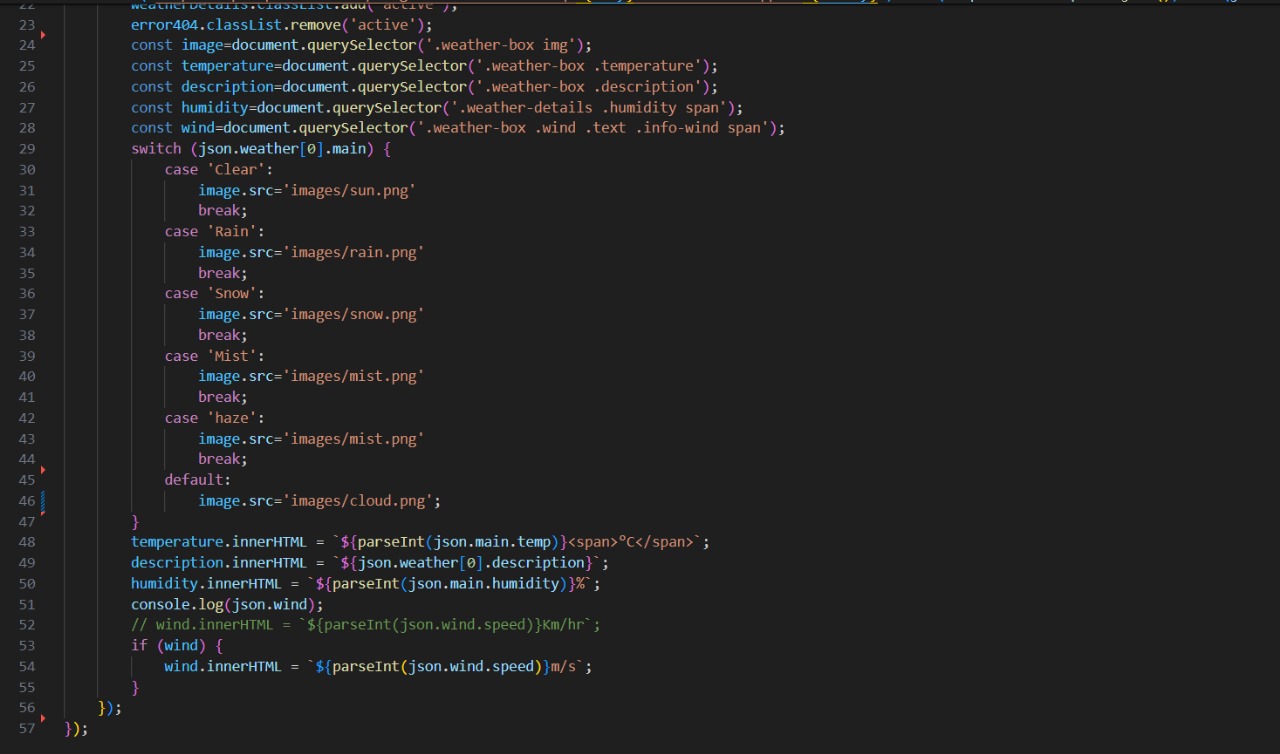 22 weatherDetails.classList.add('active');
23 error404.classList.remove('active');
24 const image=document.querySelector('.weather-box img');
25 const temperature=document.querySelector('.weather-box .temperature');
26 const description=document.querySelector('.weather-box .description');
27 const humidity=document.querySelector('.weather-details .humidity span');
28 const wind=document.querySelector('.weather-box .wind .text .info-wind span');
29 switch (json.weather[0].main) {
30 case 'Clear':
31 image.src='images/sun.png'
32 break;
33 case 'Rain':
34 image.src='images/rain.png'
35 break;
36 case 'Snow':
37 image.src='images/snow.png'
38 break;
39 case 'Mist':
40 image.src='images/mist.png'
41 break;
42 case 'haze':
43 image.src='images/mist.png'
44 break;
45 default:
46 image.src='images/cloud.png';
47 }
48 temperature.innerHTML = `${parseInt(json.main.temp)}<span>°C</span>`;
49 description.innerHTML = `${json.weather[0].description}`;
50 humidity.innerHTML = `${parseInt(json.main.humidity)}%`;
51 console.log(json.wind);
52 // wind.innerHTML = `${parseInt(json.wind.speed)}Km/hr`;
53 if (wind) {
54 wind.innerHTML = `${parseInt(json.wind.speed)}m/s`;
55 }
56 });
57 });